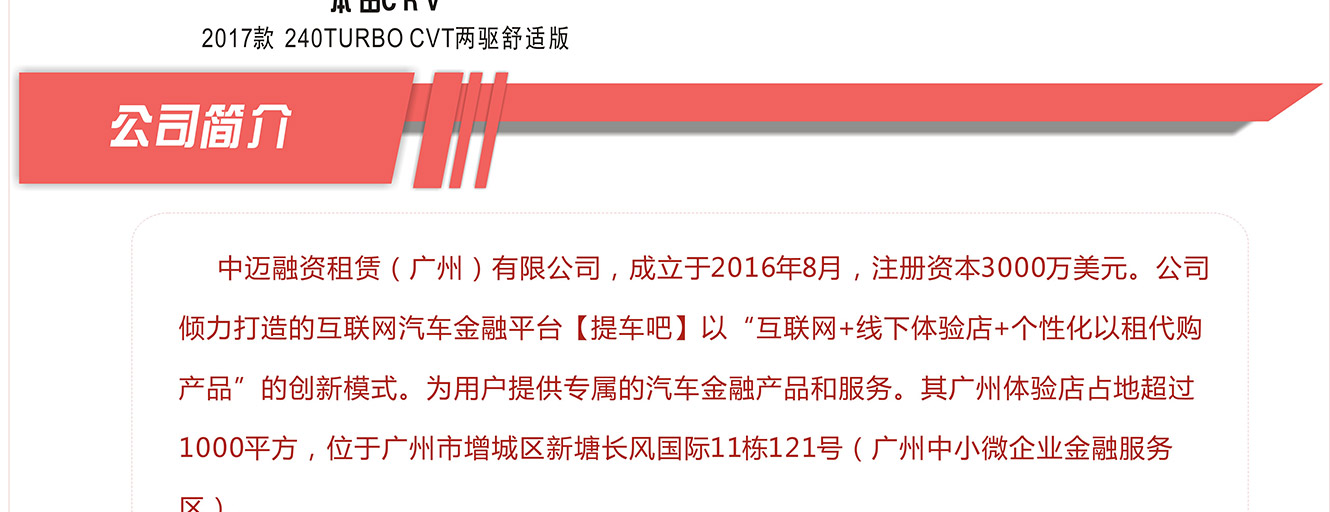 本田CRV
2017款 240TURBO CVT两驱舒适版
公司简介
中迈融资租赁（广州）有限公司，成立于2016年8月，注册资本3000万美元。公司
倾力打造的互联网汽车金融平台【提车吧】以“互联网+线下体验店+个性化以租代购
产品”的创新模式。为用户提供专属的汽车金融产品和服务。其广州体验店占地超过
1000平方，位于广州市增城区新塘长风国际11栋121号（广州中小微企业金融服务
区）